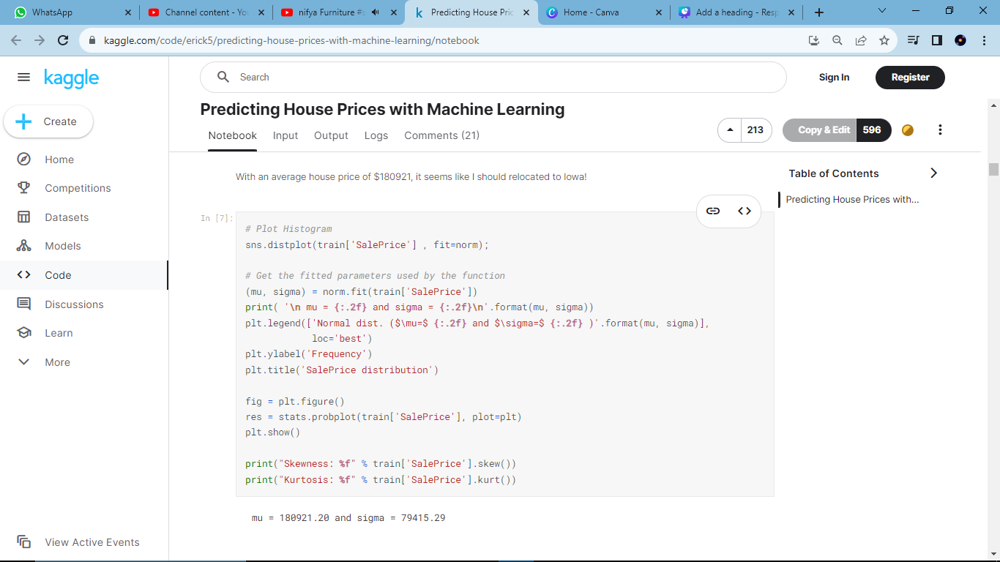 WhatsApp
Channel content - Yo
nifya Furniture #s
Predicting House Pric
Home - Canva
Add a heading - Resp
kaggle.com/code/erick5/predicting-house-prices-with-machine-learning/notebook
kaggle
Search
Sign In
Register
Create
Home
Competitions
Datasets
Models
Code
Discussions
Learn
More
View Active Events
Predicting House Prices with Machine Learning
Notebook
Input
Output
Logs
Comments (21)
213
Copy & Edit
596
With an average house price of $180921, it seems like I should relocated to Iowa!
Table of Contents
Predicting House Prices with...
In [7]:
# Plot Histogram
sns.distplot(train['SalePrice'] , fit=norm);
# Get the fitted parameters used by the function
(mu, sigma) = norm.fit(train['SalePrice'])
print( '\n mu = {:.2f} and sigma = {:.2f}\n'.format(mu, sigma))
plt.legend(['Normal dist. ($\mu=$ {:.2f} and $\sigma=$ {:.2f} )'.format(mu, sigma)],
loc='best')
plt.ylabel('Frequency')
plt.title('SalePrice distribution')
fig = plt.figure()
res = stats.probplot(train['SalePrice'], plot=plt)
plt.show()
print("Skewness: %f" % train['SalePrice'].skew())
print("Kurtosis: %f" % train['SalePrice'].kurt())
mu = 180921.20 and sigma = 79415.29